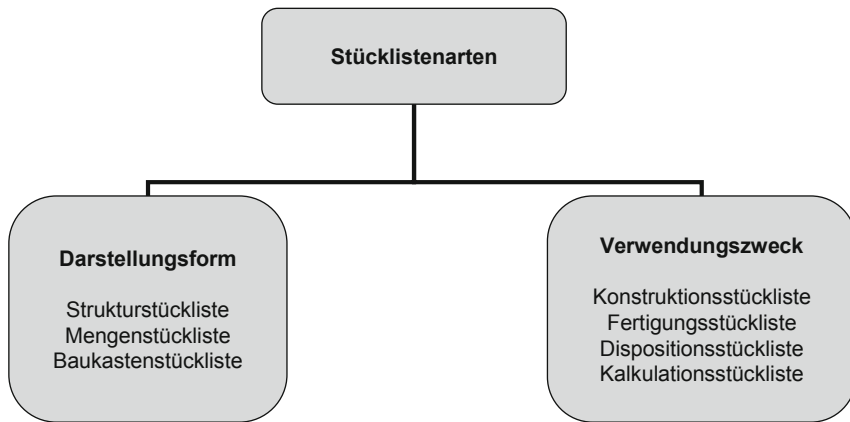 Stücklistenarten
Darstellungsform
Strukturstückliste
Mengenstückliste
Baukastenstückliste
Verwendungszweck
Konstruktionsstückliste
Fertigungsstückliste
Dispositionsstückliste
Kalkulationsstückliste